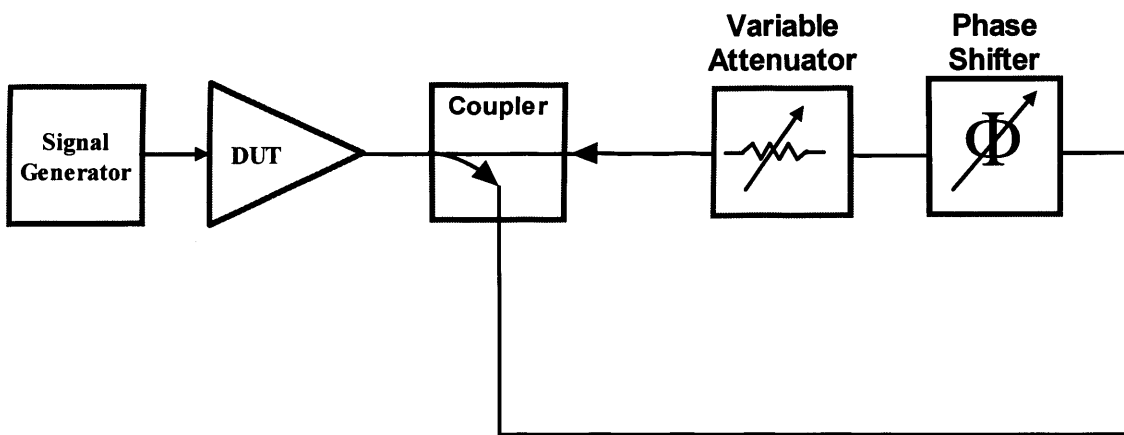 Variable
Attenuator
Phase
Shifter
Signal
Generator
DUT
Coupler
Φ